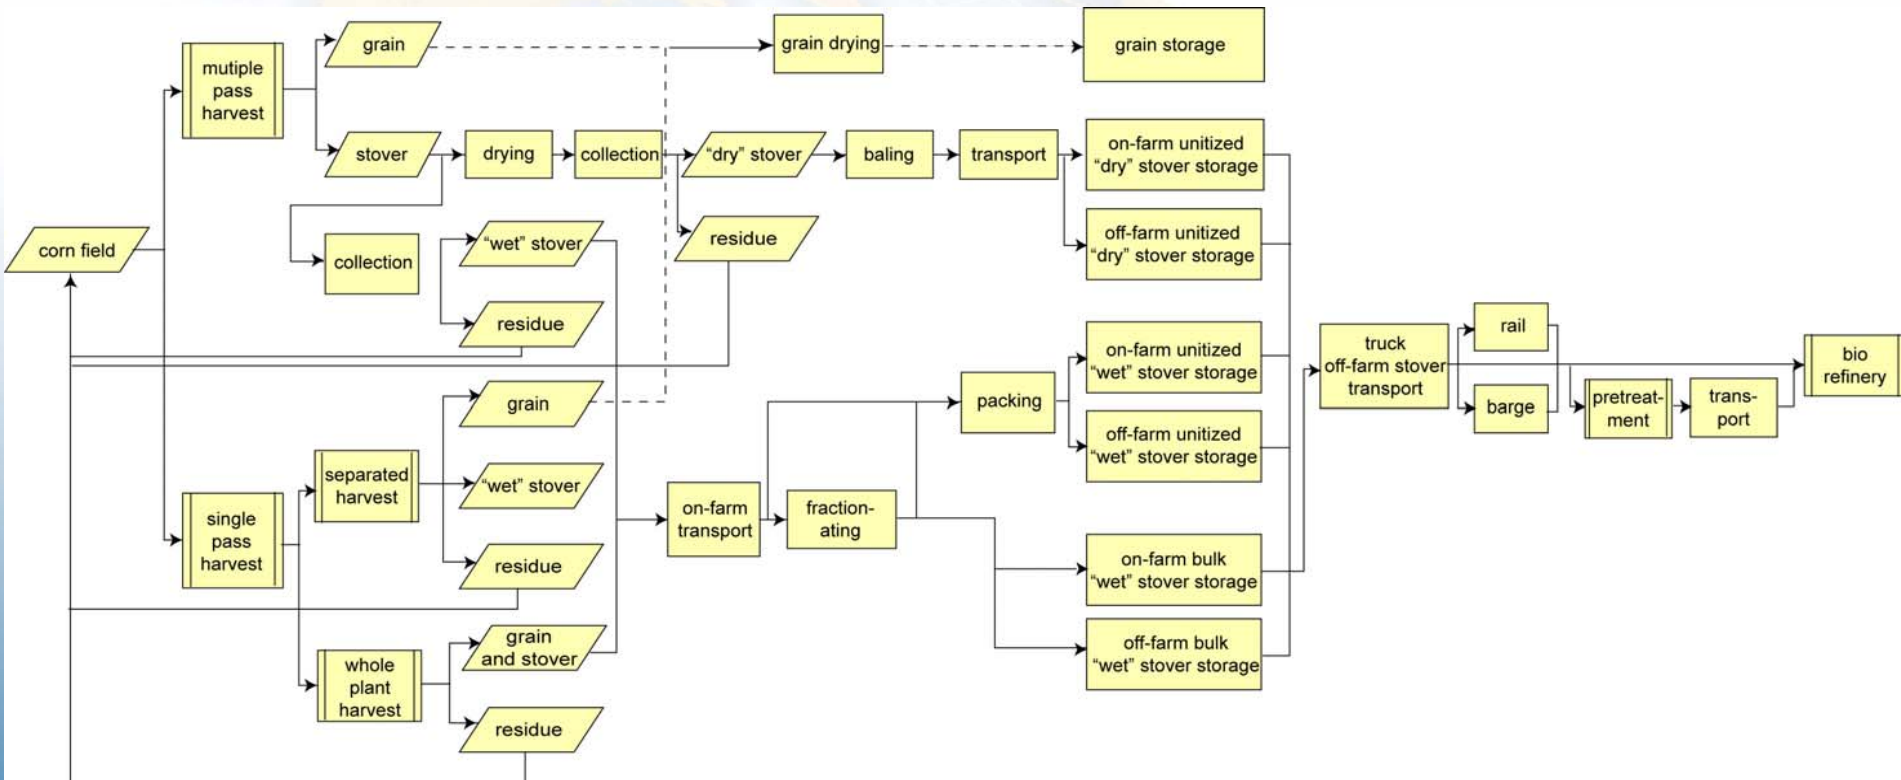 grain
grain drying
grain storage
mutiple
pass
harvest
stover
drying
collection
“dry” stover
baling
transport
on-farm unitized
“dry” stover storage
corn field
collection
“wet” stover
residue
off-farm unitized
“dry” stover storage
residue
on-farm unitized
“wet” stover storage
truck
off-farm stover
transport
rail
barge
pretreat-
ment
trans-
port
bio
refinery
grain
packing
off-farm unitized
“wet” stover storage
single
pass
harvest
separated
harvest
“wet” stover
on-farm
transport
fraction-
ating
residue
on-farm bulk
“wet” stover storage
whole
plant
harvest
grain
and stover
off-farm bulk
“wet” stover storage
residue